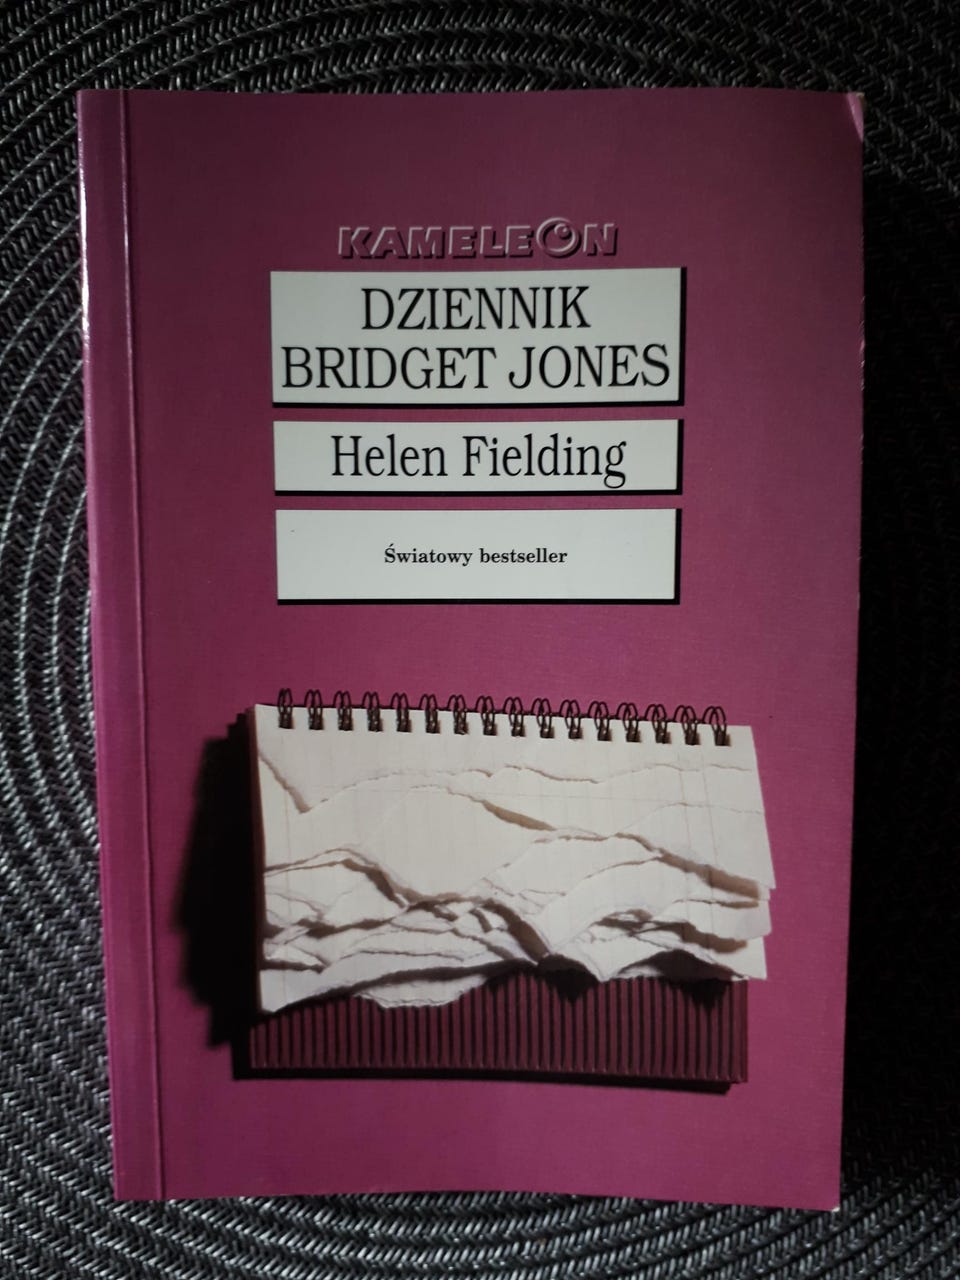 KAMELEON
DZIENNIK
BRIDGET JONES
Helen Fielding
Światowy bestseller